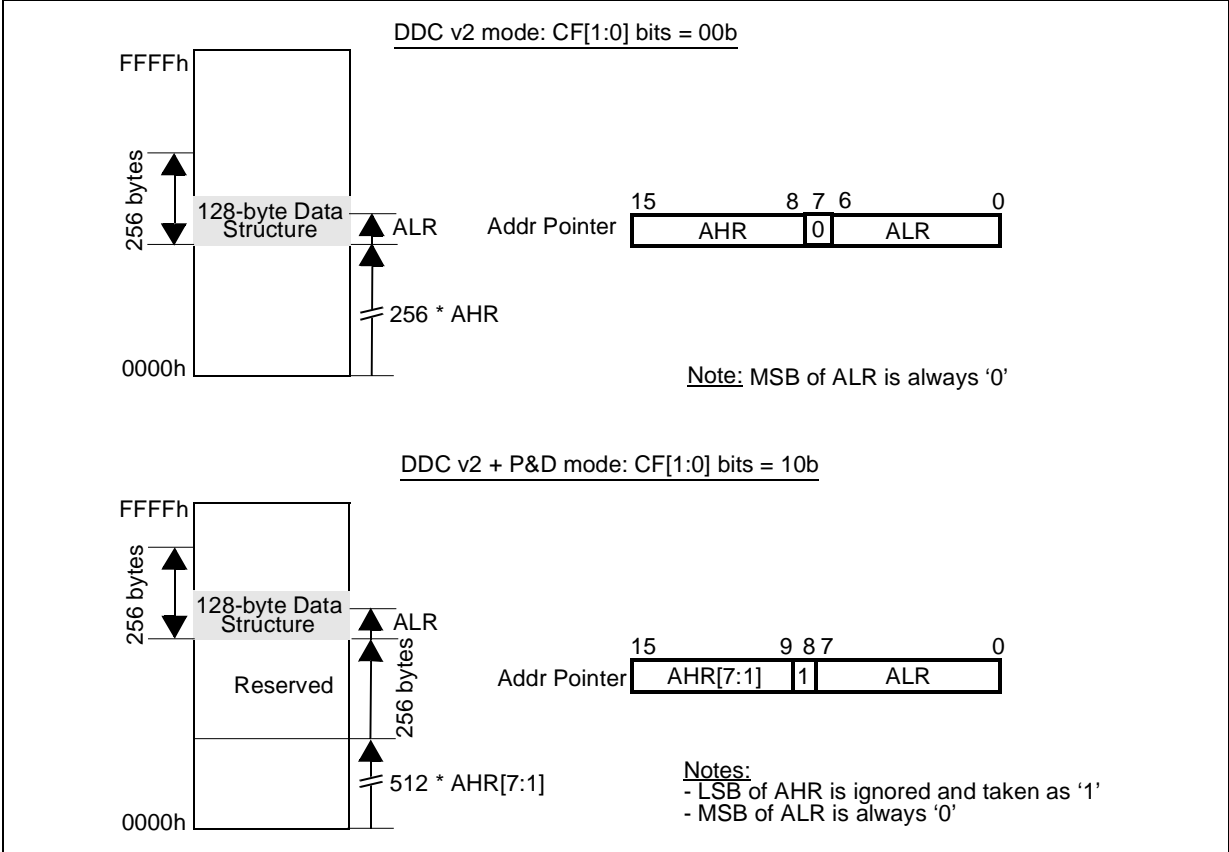 DDC v2 mode: CF[1:0] bits = 00b
FFFFh
256 bytes
128-byte Data
Structure
ALR
256 * AHR
0000h
15 8 7 6 0
Addr Pointer AHR 0 ALR
Note: MSB of ALR is always ‘0’
DDC v2 + P&D mode: CF[1:0] bits = 10b
FFFFh
256 bytes
128-byte Data
Structure
ALR
Reserved
256 bytes
512 * AHR[7:1]
0000h
15 9 8 7 0
Addr Pointer AHR[7:1] 1 ALR
Notes:
- LSB of AHR is ignored and taken as ‘1’
- MSB of ALR is always ‘0’